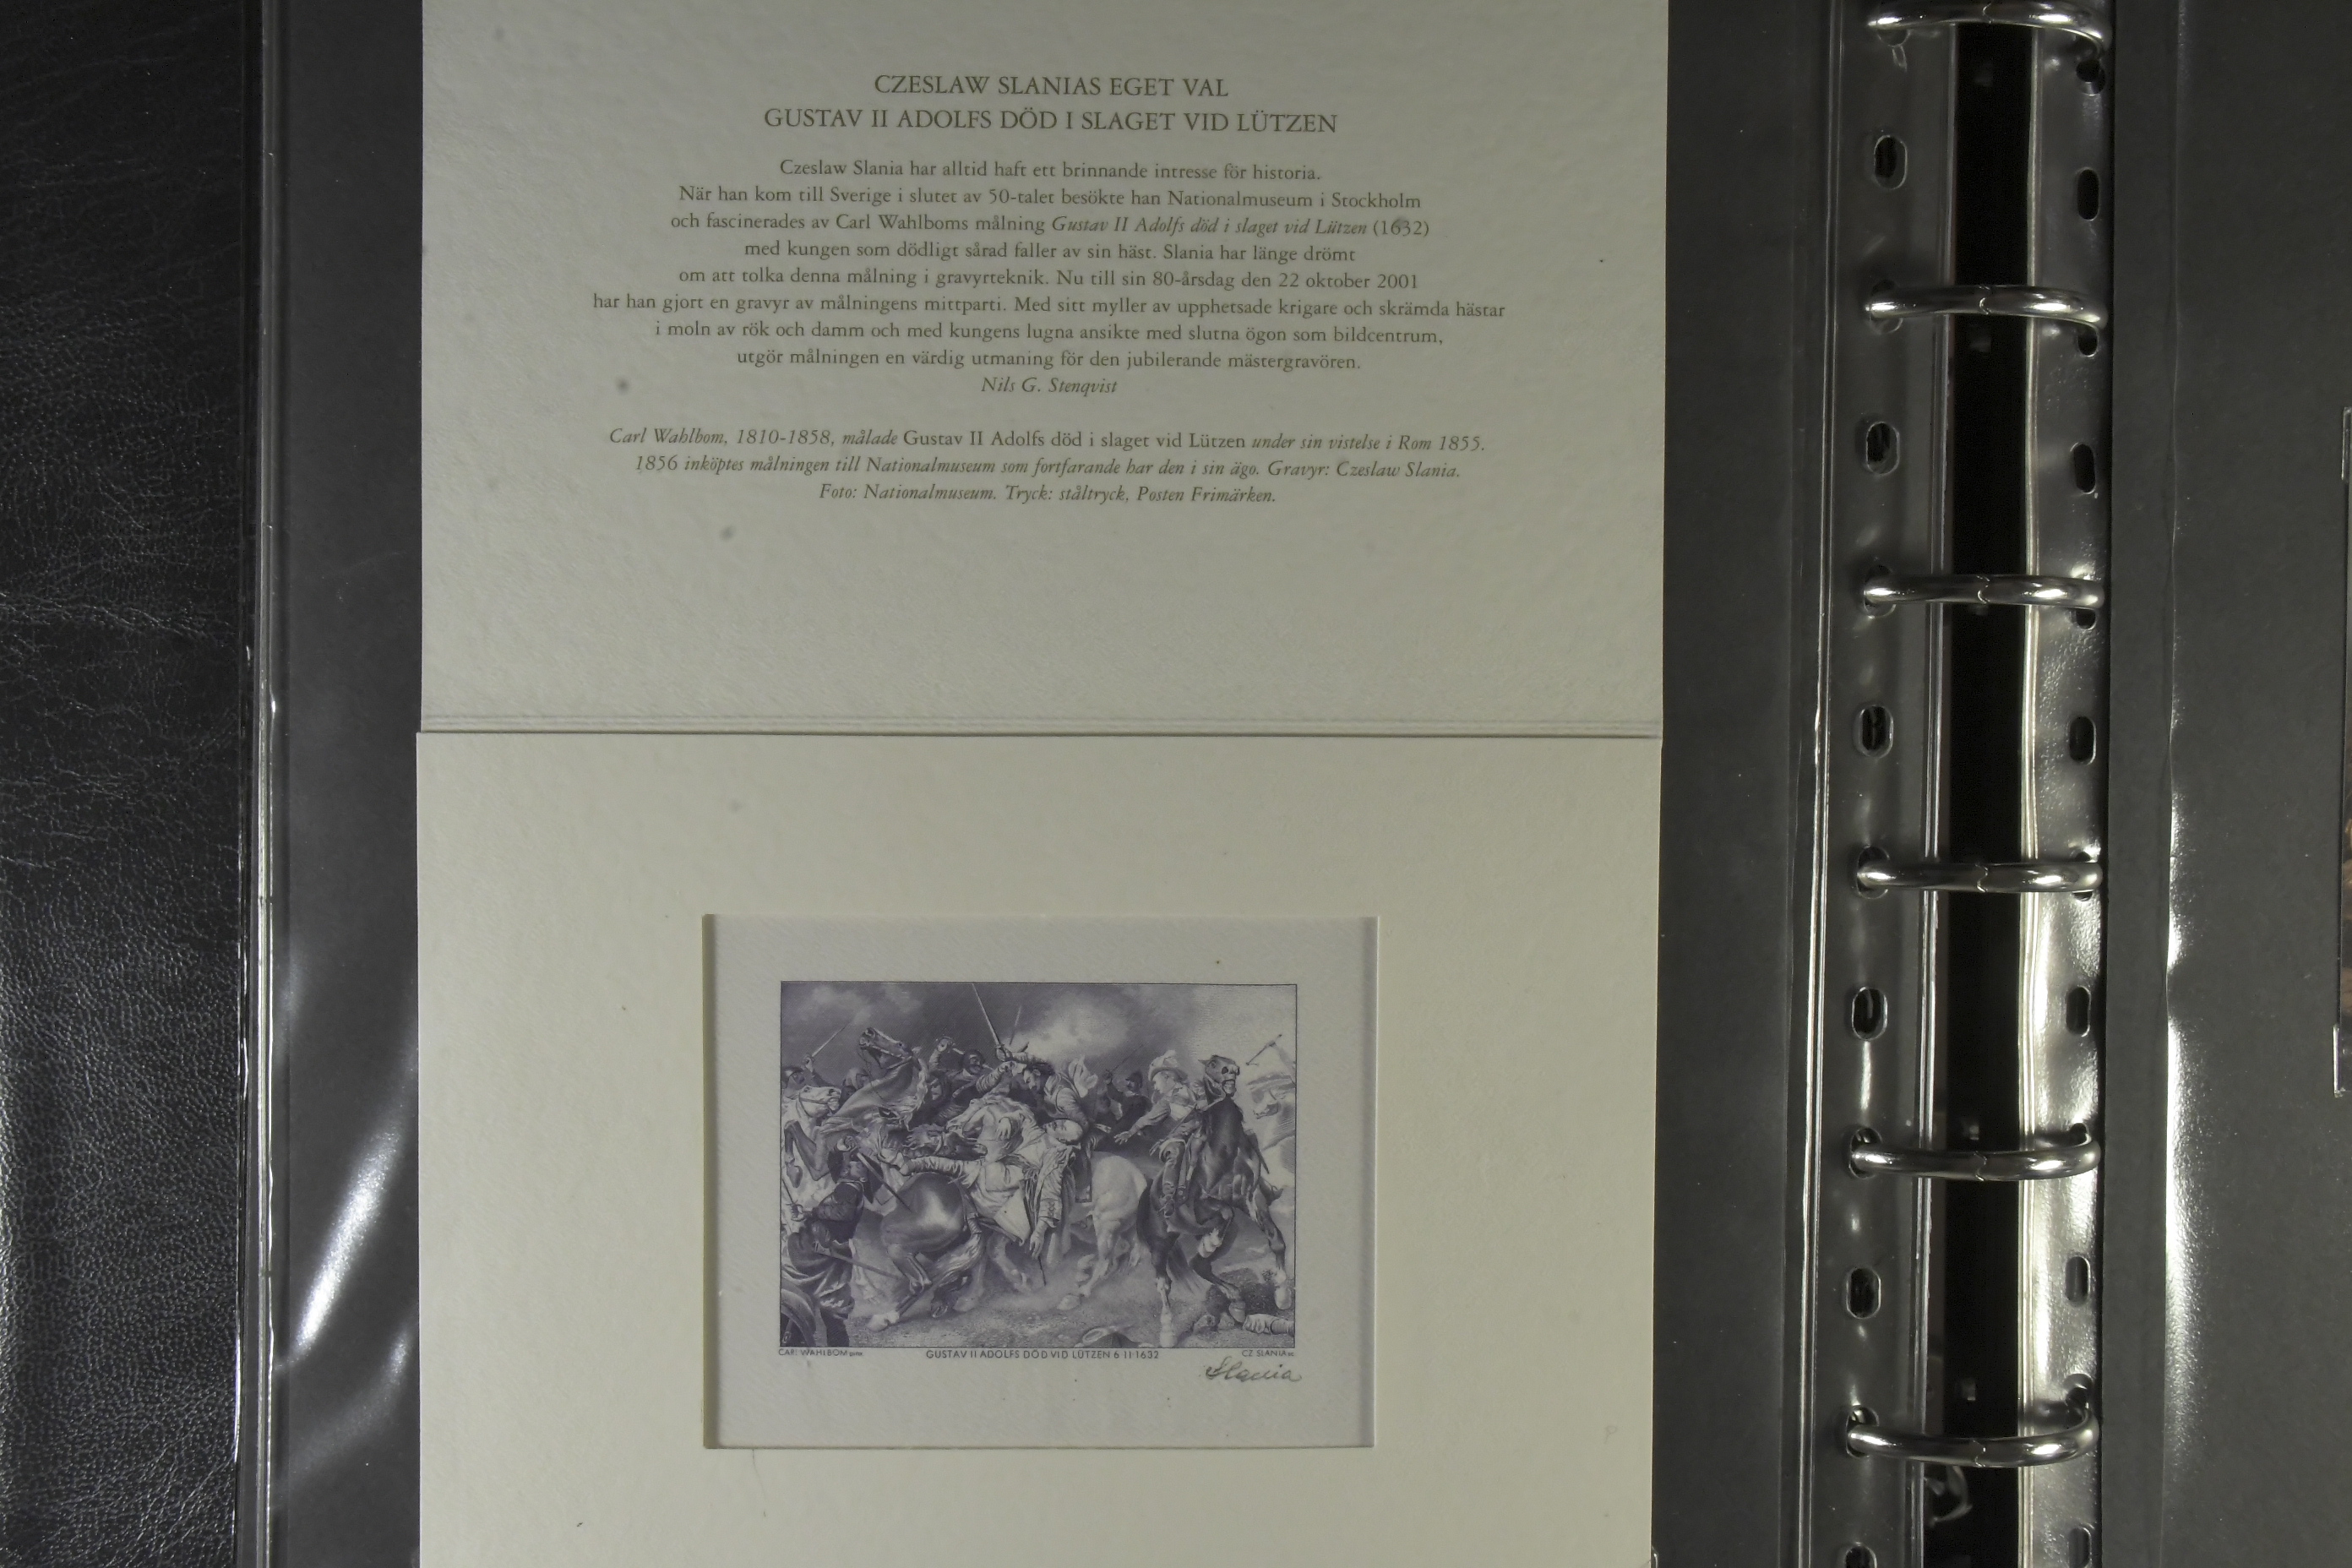 CZESLAW SLANIAS EGET VAL
GUSTAV II ADOLFS DÖD I SLAGET VID LÜTZEN
Czeslaw Slania har alltid haft ett brinnande intresse för historia.
När han kom till Sverige i slutet av 50-talet besökte han Nationalmuseum i Stockholm
och fascinerades av Carl Wahlboms målning Gustav II Adolfs död i slaget vid Lützen (1632)
med kungen som dödligt sårad faller av sin häst. Slania har länge drömt
om att tolka denna målning i gravyrteknik. Nu till sin 80-årsdag den 22 oktober 2001
har han gjort en gravyr av målningens mittparti. Med sitt myller av upphetsade krigare och skrämda hästar
i moln av rök och damm och med kungens lugna ansikte med slutna ögon som bildcentrum,
utgör målningen en värdig utmaning för den jubilerande mästergravören.
Nils G. Stenqvist
Carl Wahlbom, 1810-1858, målade Gustav II Adolfs död i slaget vid Lützen under sin vistelse i Rom 1855.
1856 inköptes målningen till Nationalmuseum som fortfarande har den i sin ägo. Gravyr: Czeslaw Slania.
Foto: Nationalmuseum. Tryck: ståltryck, Posten Frimärken.
CARL WAHLBOM GUSTAV II ADOLFS DÖD VID LÜTZEN 6 11 1632 CZ SLANIA
Slania